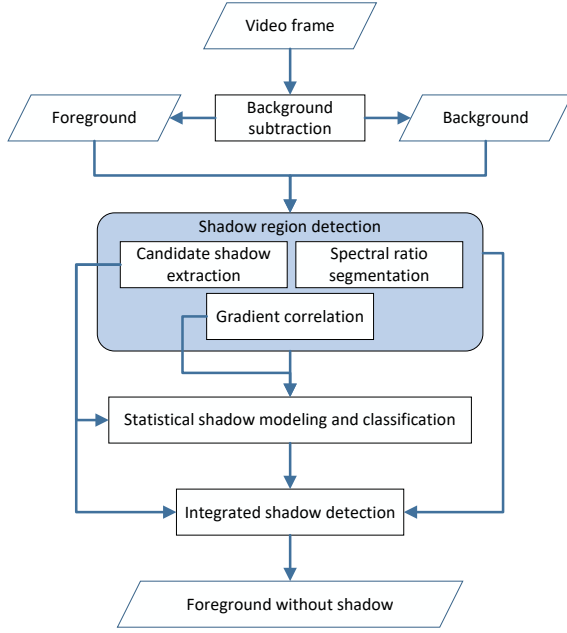 Video frame
Foreground
Background
subtraction
Background
Shadow region detection
Candidate shadow
extraction
Spectral ratio
segmentation
Gradient correlation
Statistical shadow modeling and classification
Integrated shadow detection
Foreground without shadow